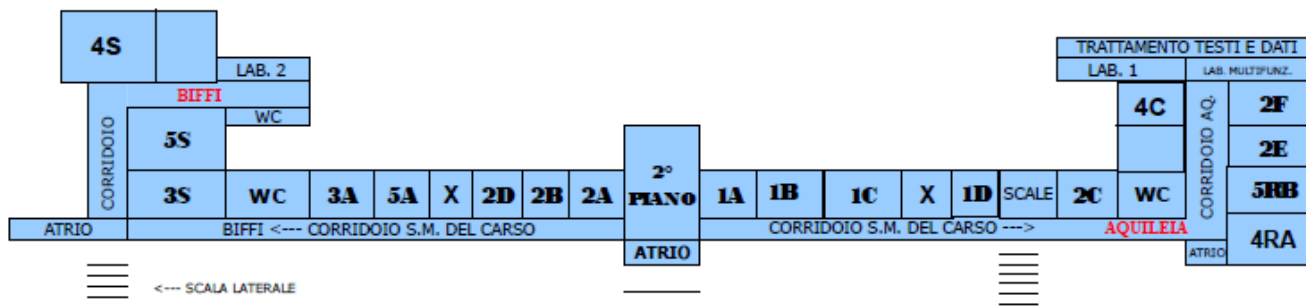 4S
LAB. 2
BIFFI
WC
CORRIDOIO
5S
3S
WC
3A
5A
X
2D
2B
2A
2°
PIANO
1A
1B
1C
X
1D
SCALE
2C
WC
TRATTAMENTO TESTI E DATI
LAB. 1
LAB. MULTIFUNZ.
4C
CORRIDOIO AQ.
2F
2E
5RB
4RA
ATRIO
BIFFI <--- CORRIDOIO S.M. DEL CARSO
CORRIDOIO S.M. DEL CARSO --->
AQUILEIA
ATRIO
ATRIO
<--- SCALA LATERALE